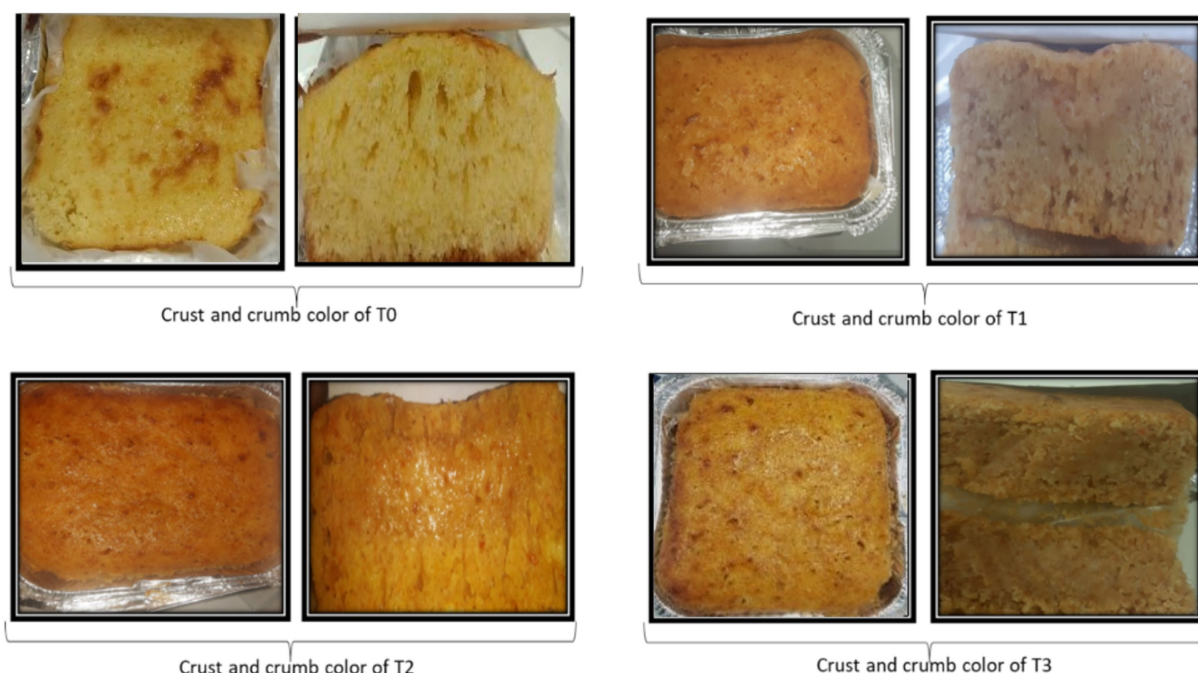 Crust and crumb color of T0
Crust and crumb color of T1
Crust and crumb color of T2
Crust and crumb color of T3